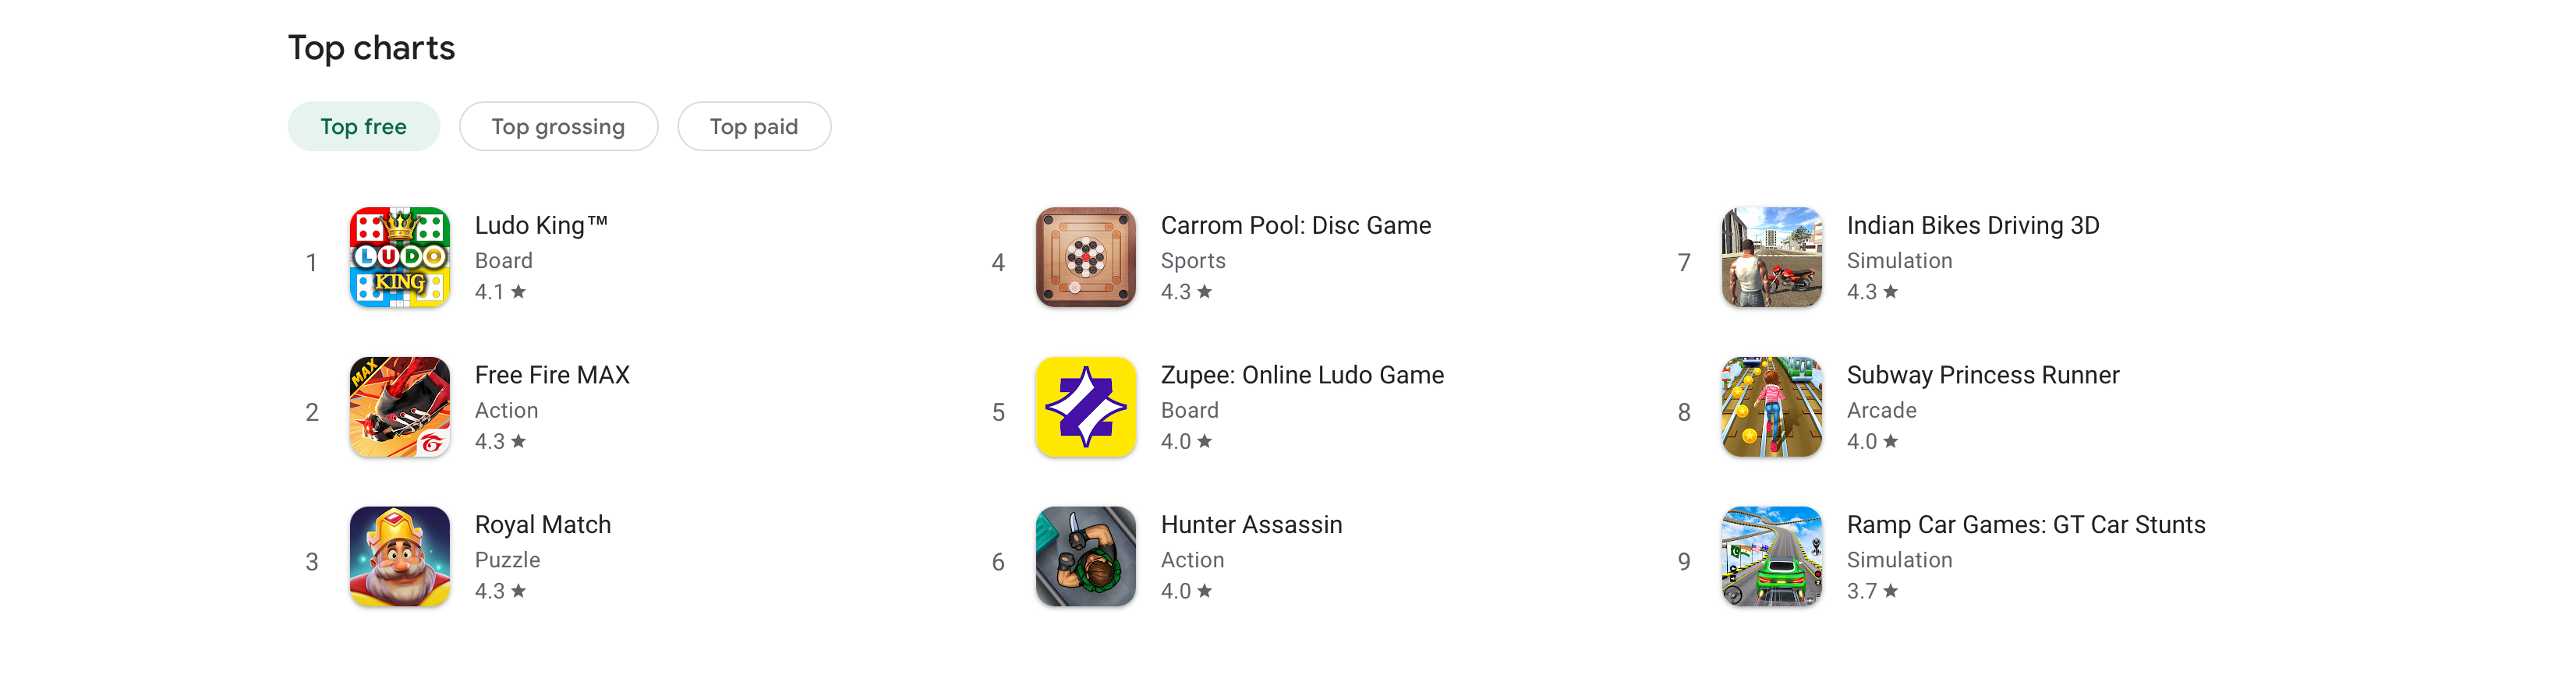 Top charts
Top free
Top grossing
Top paid
1
LUDO
KING
Ludo King™
Board
4.1 ★
2
MAX
Free Fire MAX
Action
4.3 ★
3
Royal Match
Puzzle
4.3 ★
4
Carrom Pool: Disc Game
Sports
4.3 ★
5
Zupee: Online Ludo Game
Board
4.0 ★
6
Hunter Assassin
Action
4.0 ★
7
Indian Bikes Driving 3D
Simulation
4.3 ★
8
Subway Princess Runner
Arcade
4.0 ★
9
Ramp Car Games: GT Car Stunts
Simulation
3.7 ★